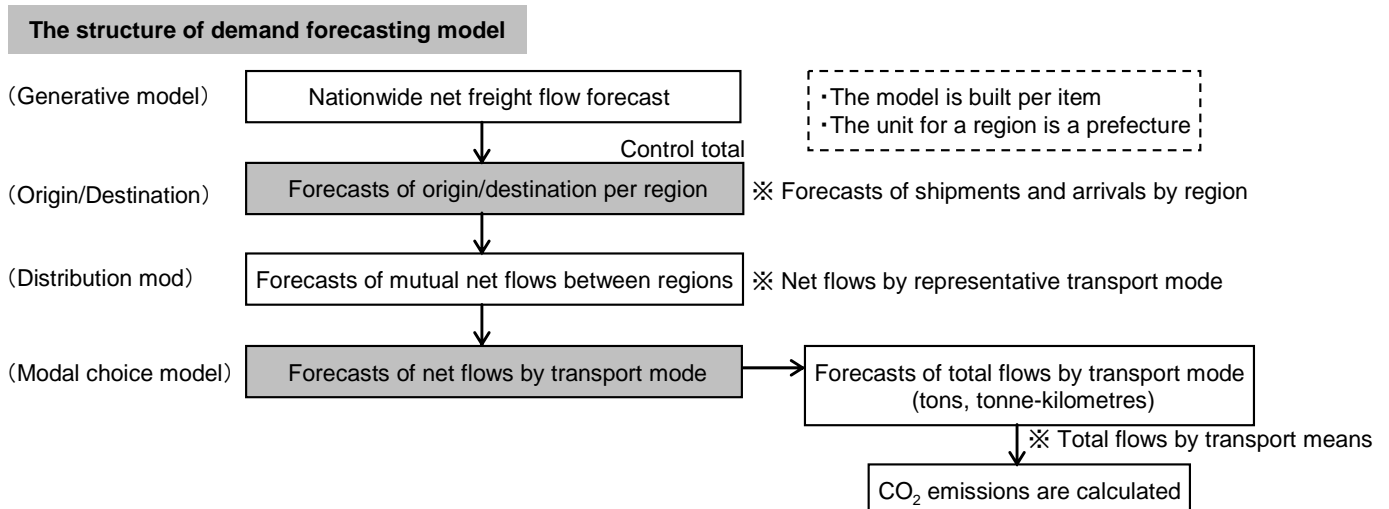 The structure of demand forecasting model
（Generative model）
Nationwide net freight flow forecast
・The model is built per item
・The unit for a region is a prefecture
Control total
（Origin/Destination）
Forecasts of origin/destination per region
※ Forecasts of shipments and arrivals by region
（Distribution mod）
Forecasts of mutual net flows between regions
※ Net flows by representative transport mode
（Modal choice model）
Forecasts of net flows by transport mode
Forecasts of total flows by transport mode
(tons, tonne-kilometres)
※ Total flows by transport means
CO₂ emissions are calculated